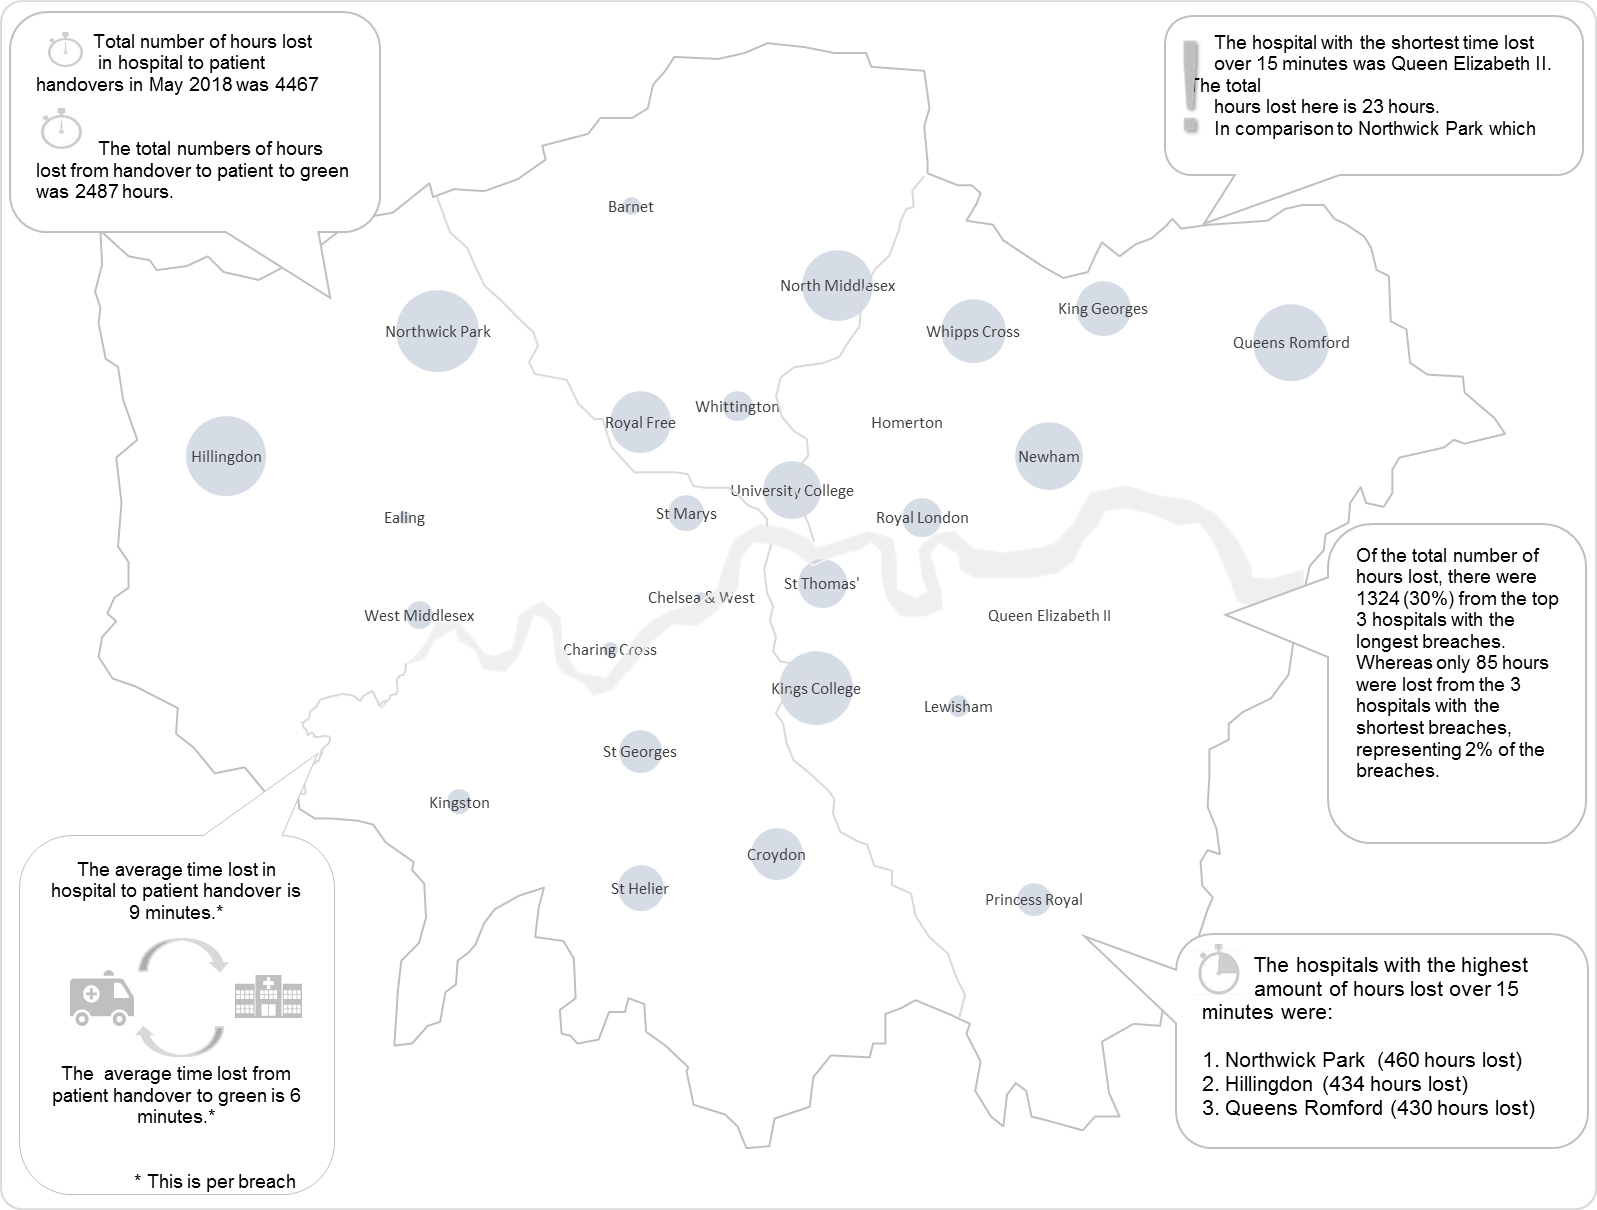 Total number of hours lost
in hospital to patient
handovers in May 2018 was 4467
The total numbers of hours
lost from handover to patient to green
was 2487 hours.
The hospital with the shortest time lost
over 15 minutes was Queen Elizabeth II.
The total
hours lost here is 23 hours.
In comparison to Northwick Park which
Barnet
North Middlesex
King Georges
Northwick Park
Whipps Cross
Queens Romford
Whittington
Royal Free
Homerton
Hillingdon
Newham
University College
St Marys
Ealing
Royal London
St Thomas'
Chelsea & West
West Middlesex
Queen Elizabeth II
Charing Cross
Kings College
Lewisham
St Georges
Kingston
Croydon
St Helier
Princess Royal
Of the total number of
hours lost, there were
1324 (30%) from the top
3 hospitals with the
longest breaches.
Whereas only 85 hours
were lost from the 3
hospitals with the
shortest breaches,
representing 2% of the
breaches.
The average time lost in
hospital to patient handover is
9 minutes.*
The average time lost from
patient handover to green is 6
minutes.*
* This is per breach
The hospitals with the highest
amount of hours lost over 15
minutes were:
1. Northwick Park (460 hours lost)
2. Hillingdon (434 hours lost)
3. Queens Romford (430 hours lost)